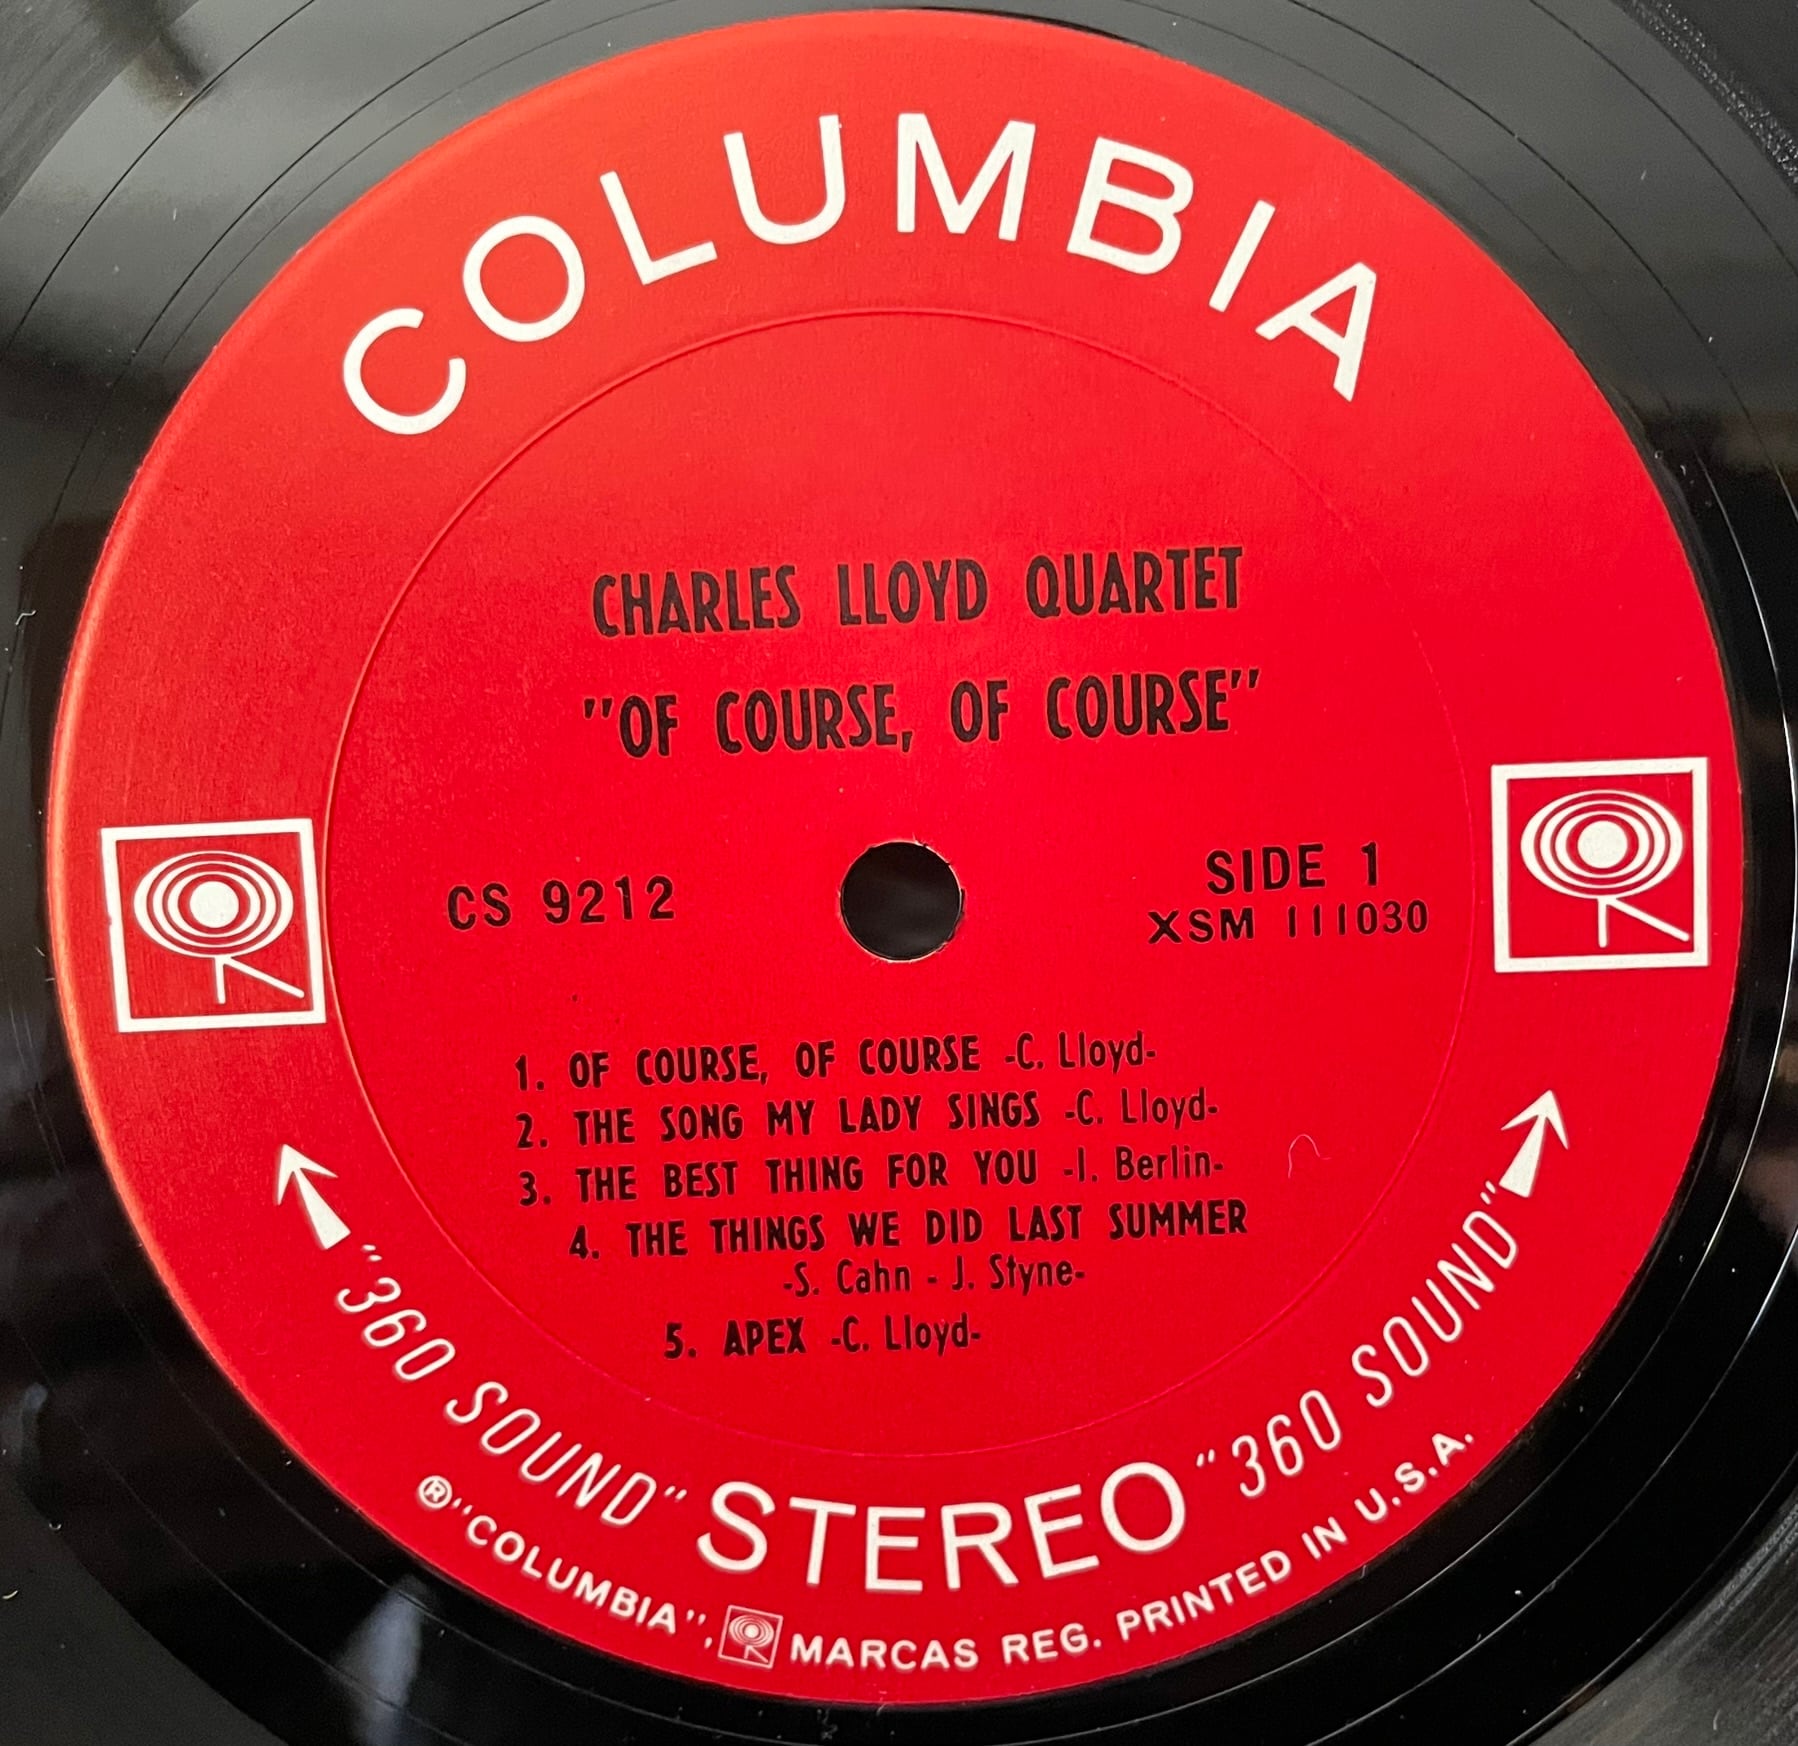 COLUMBIA
CHARLES LLOYD QUARTET
"OF COURSE, OF COURSE"
CS 9212
SIDE 1
XSM 111030
1. OF COURSE, OF COURSE -C. Lloyd-
2. THE SONG MY LADY SINGS -C. Lloyd-
3. THE BEST THING FOR YOU -I. Berlin-
4. THE THINGS WE DID LAST SUMMER
-S. Cahn - J. Styne-
5. APEX -C. Lloyd-
"360 SOUND" STEREO "360 SOUND"
®"COLUMBIA", MARCAS REG. PRINTED IN U.S.A.